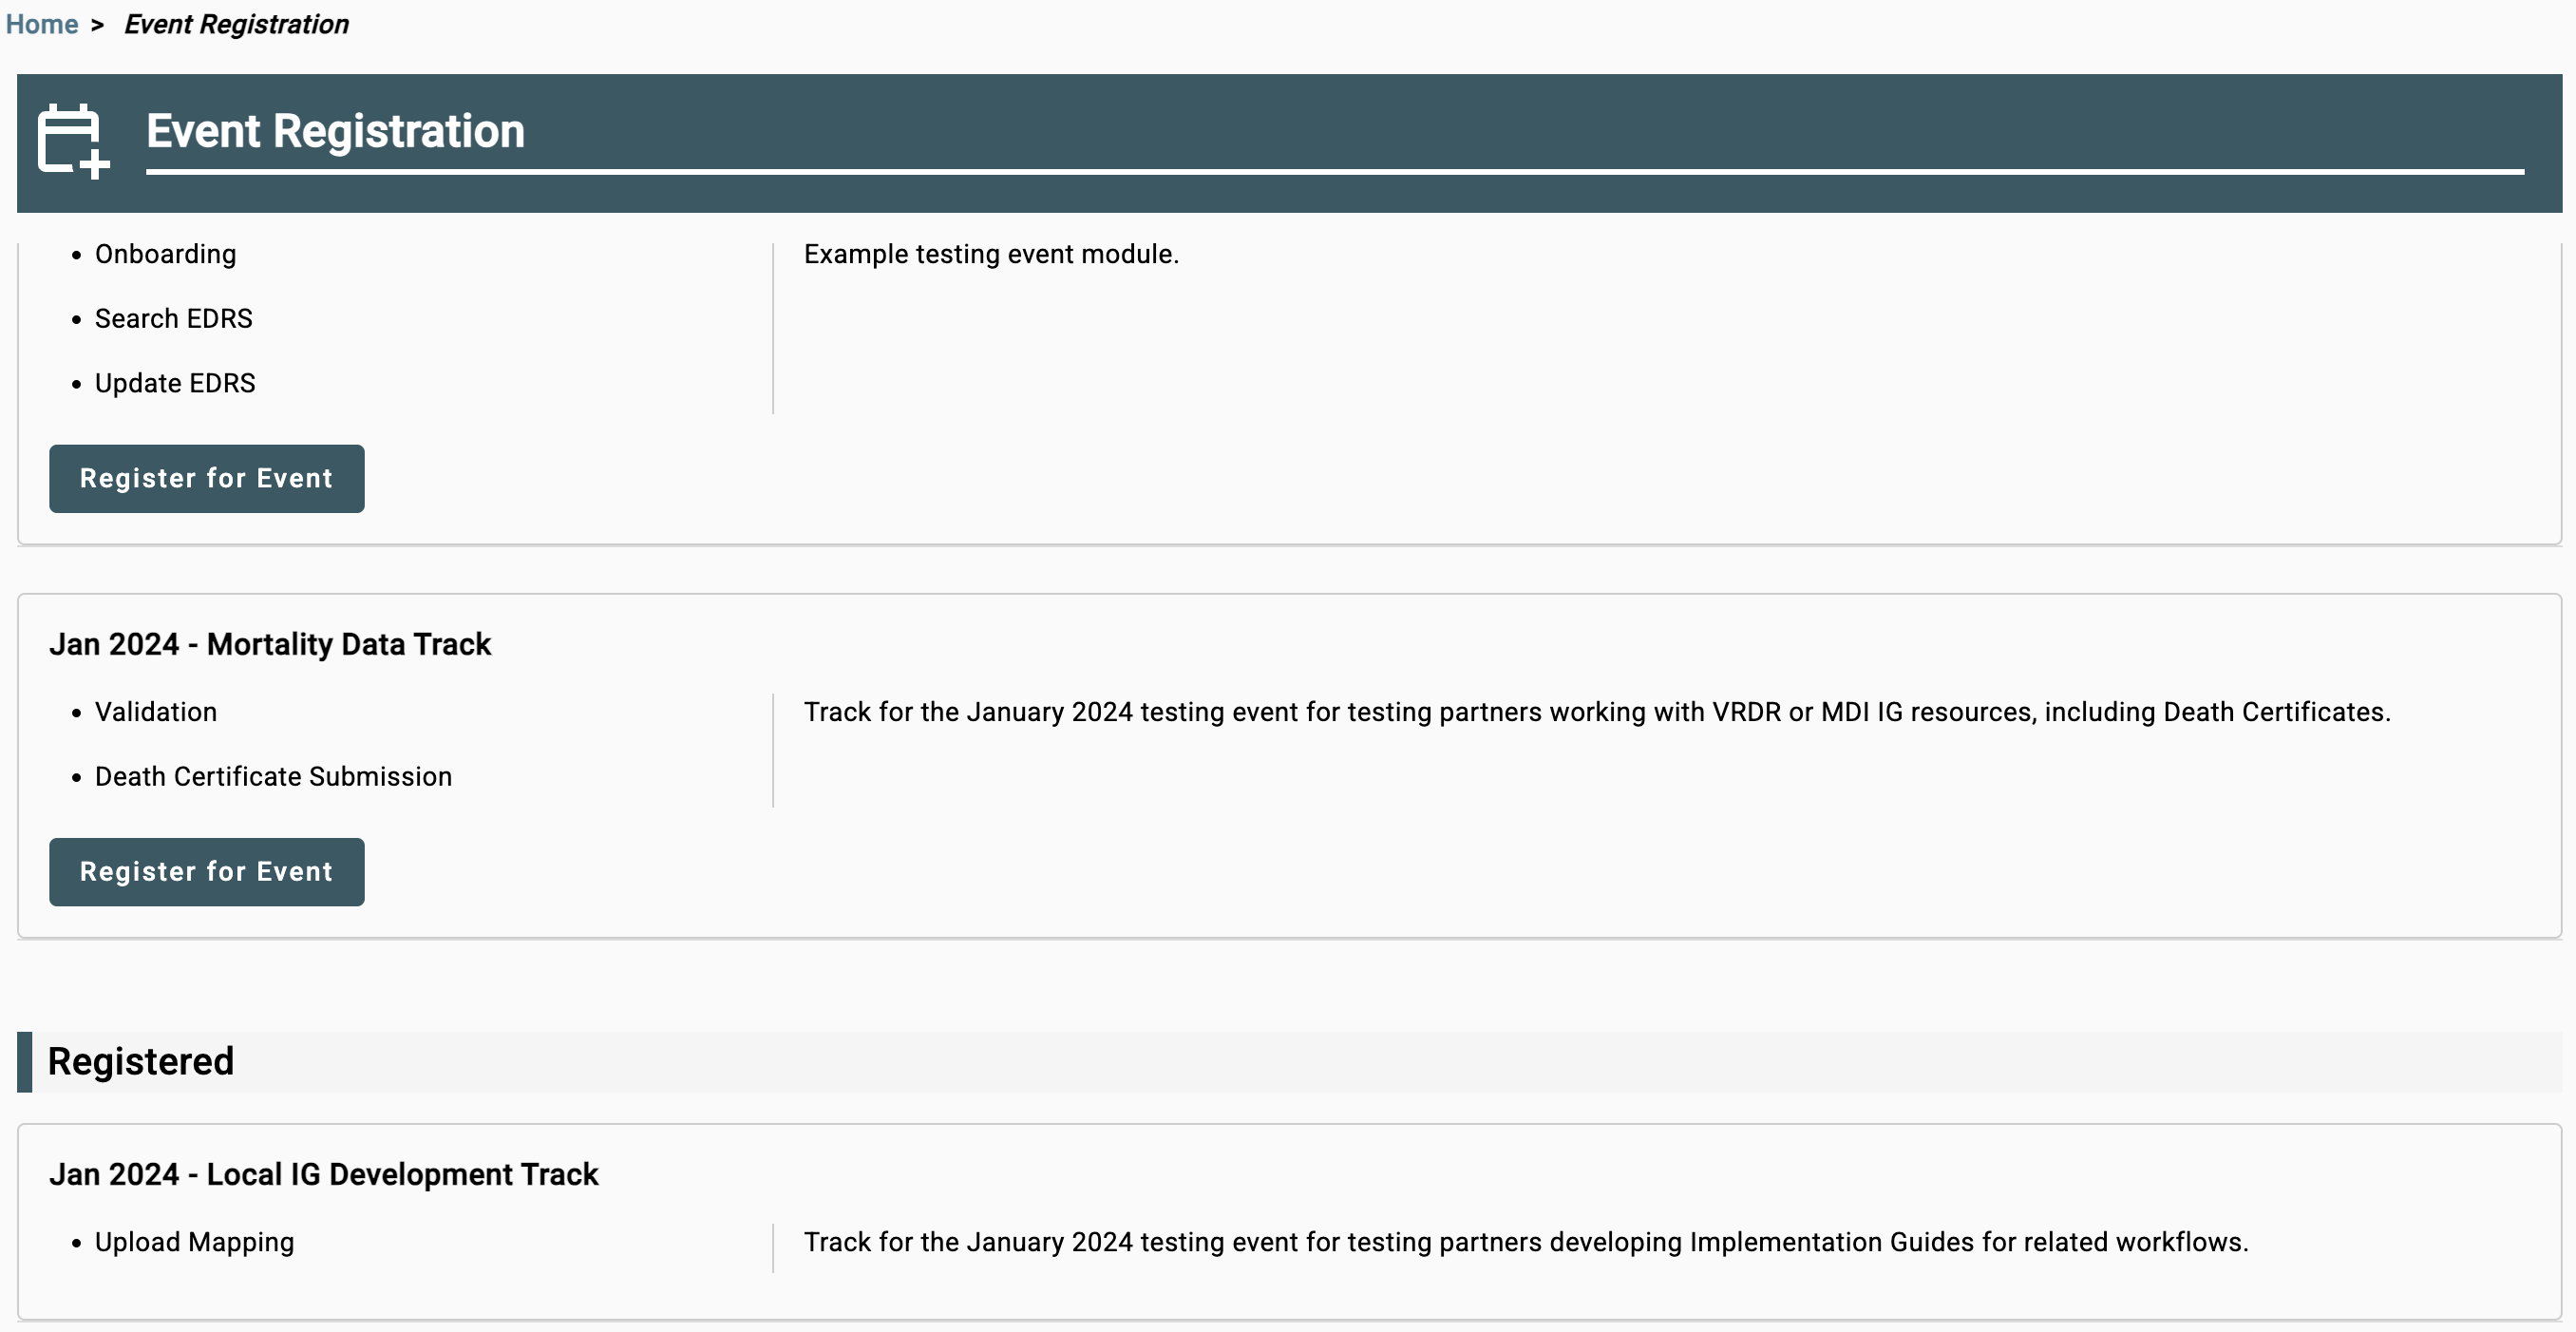 Home > Event Registration
Event Registration
• Onboarding
Example testing event module.
• Search EDRS
• Update EDRS
Register for Event
Jan 2024 - Mortality Data Track
• Validation
Track for the January 2024 testing event for testing partners working with VRDR or MDI IG resources, including Death Certificates.
• Death Certificate Submission
Register for Event
Registered
Jan 2024 - Local IG Development Track
• Upload Mapping
Track for the January 2024 testing event for testing partners developing Implementation Guides for related workflows.